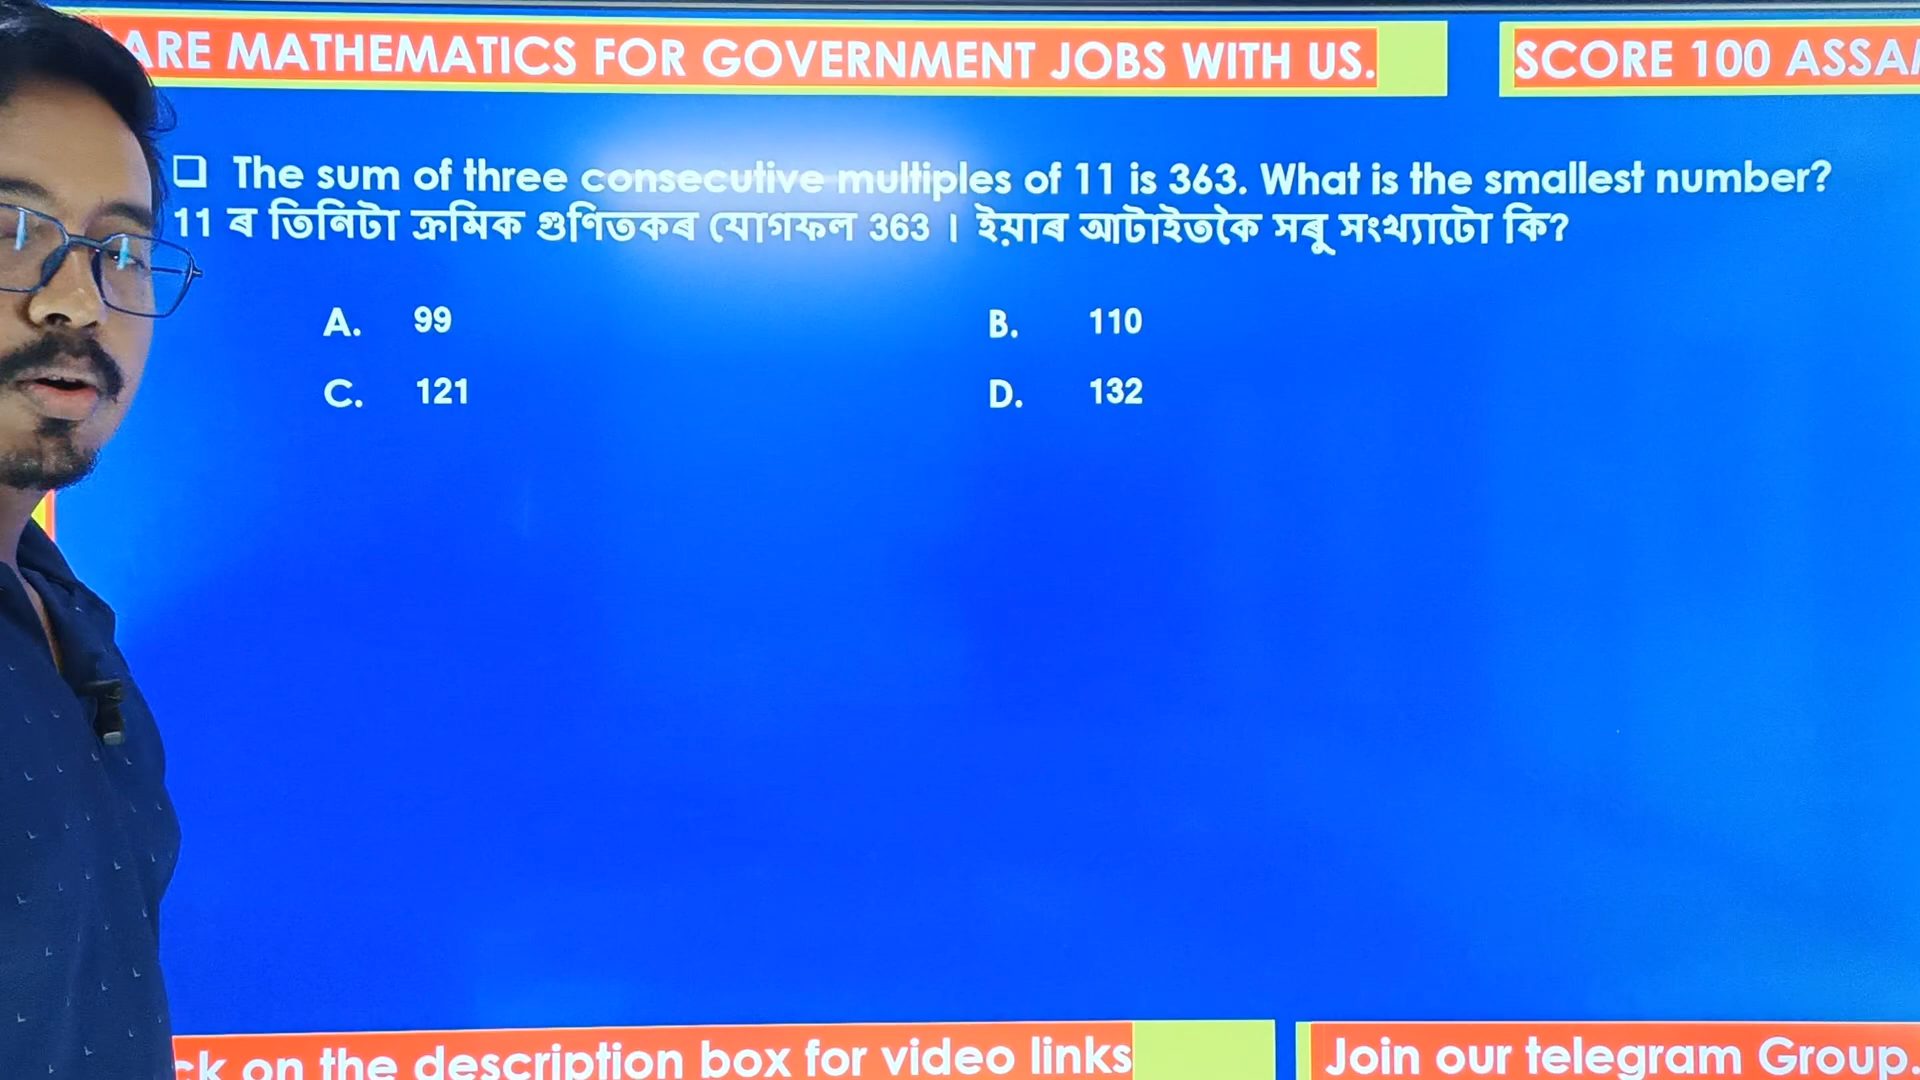 ARE MATHEMATICS FOR GOVERNMENT JOBS WITH US.
SCORE 100 ASSA
❑ The sum of three consecutive multiples of 11 is 363. What is the smallest number?
11 ৰ তিনিটা ক্ৰমিক গুণিতকৰ যোগফল 363 । ইয়াৰ আটাইতকৈ সৰু সংখ্যাটো কি?
A. 99
B. 110
C. 121
D. 132
ck on the description box for video links
Join our telegram Group.